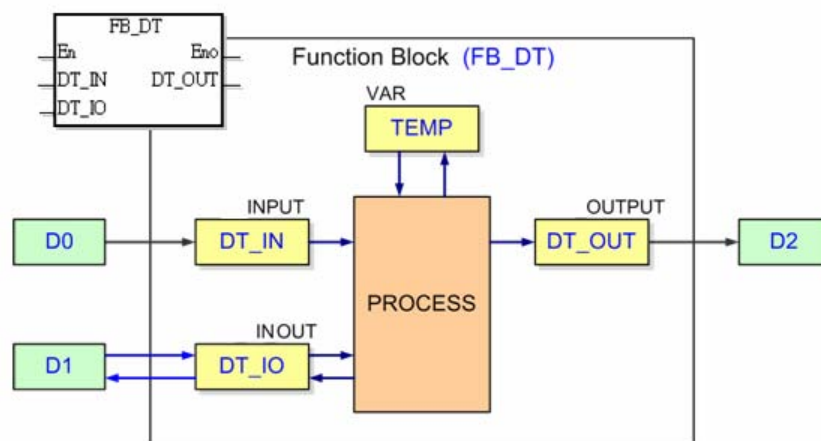 FB_DT
En Eno
DT_IN DT_OUT
DT_IO
Function Block (FB_DT)
VAR
TEMP
INPUT OUTPUT
D0 DT_IN DT_OUT D2
PROCESS
INOUT
D1 DT_IO